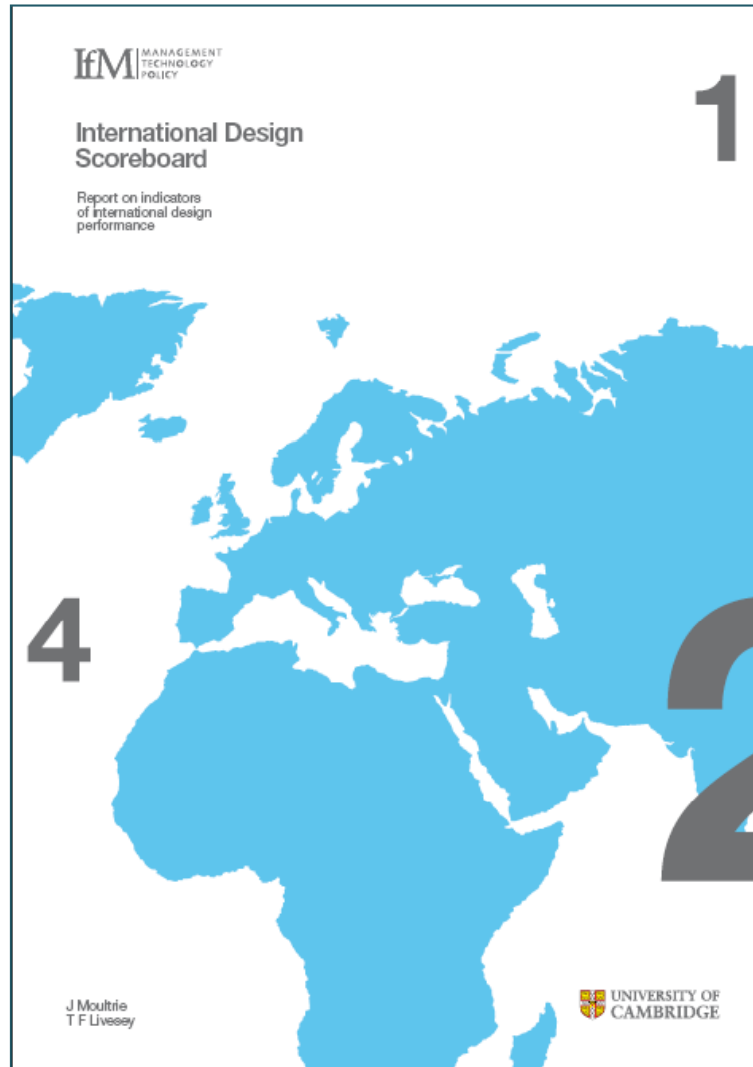 IfM MANAGEMENT
TECHNOLOGY
POLICY
1
International Design
Scoreboard
Report on indicators
of international design
performance
4
2
J Moultrie
T F Livesey
UNIVERSITY OF
CAMBRIDGE